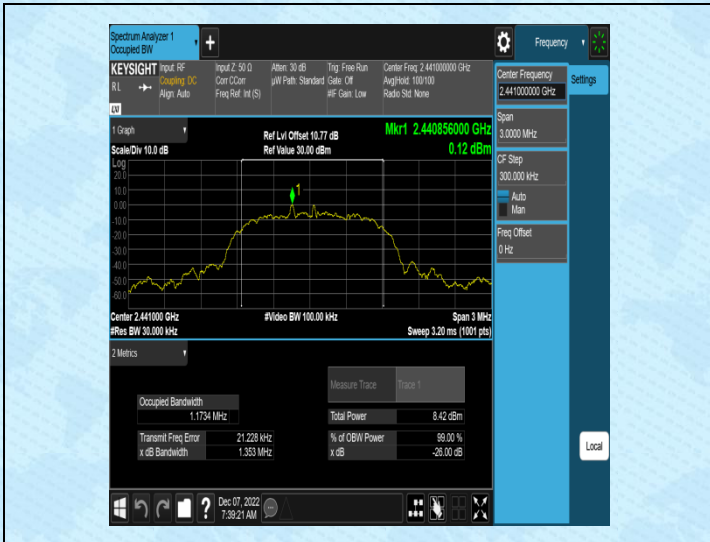 Spectrum Analyzer 1
Occupied BW
+
Frequency
KEYSIGHT
Input: RF
Coupling: DC
Align: Auto
Input Z: 50 Ω
Corr CCorr
Freq Ref: Int (S)
Atten: 30 dB
µW Path: Standard
Trig: Free Run
Gate: Off
#IF Gain: Low
Center Freq: 2.441000000 GHz
Avg|Hold: 100/100
Radio Std: None
R L
LXI
Center Frequency
2.441000000 GHz
Settings
Span
3.0000 MHz
CF Step
300.000 kHz
Auto
Man
Freq Offset
0 Hz
1 Graph
Scale/Div 10.0 dB
Ref Lvl Offset 10.77 dB
Ref Value 30.00 dBm
Mkr1 2.440856000 GHz
0.12 dBm
Log
20.0
10.0
0.00
-10.0
-20.0
-30.0
-40.0
-50.0
-60.0
1
Center 2.441000 GHz
#Res BW 30.000 kHz
#Video BW 100.00 kHz
Span 3 MHz
Sweep 3.20 ms (1001 pts)
2 Metrics
Measure Trace
Trace 1
Occupied Bandwidth
1.1734 MHz
Total Power
8.42 dBm
Transmit Freq Error
21.228 kHz
% of OBW Power
99.00 %
x dB Bandwidth
1.353 MHz
x dB
-26.00 dB
Local
?
Dec 07, 2022
7:39:21 AM